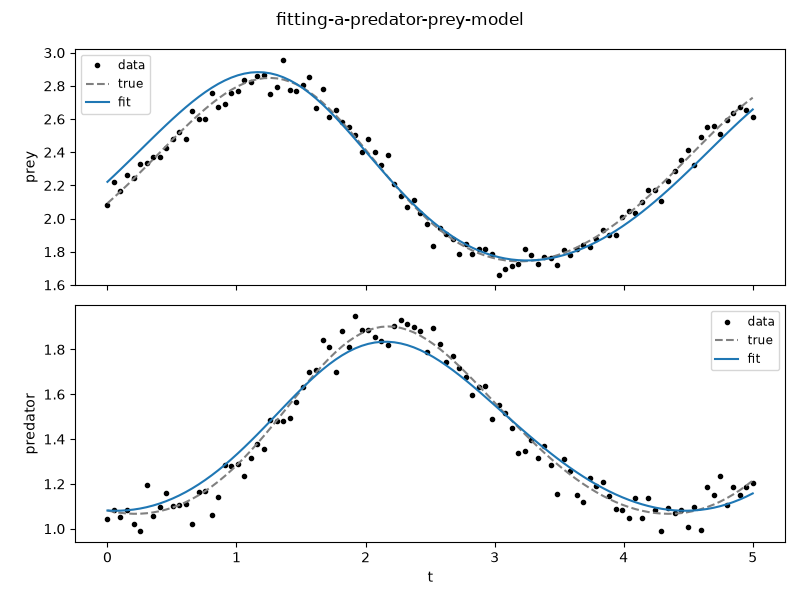 fitting-a-predator-prey-model
3.0
2.8
2.6
2.4
2.2
2.0
1.8
1.6
prey
data
true
fit
1.8
1.6
1.4
1.2
1.0
predator
data
true
fit
0
1
2
3
4
5
t